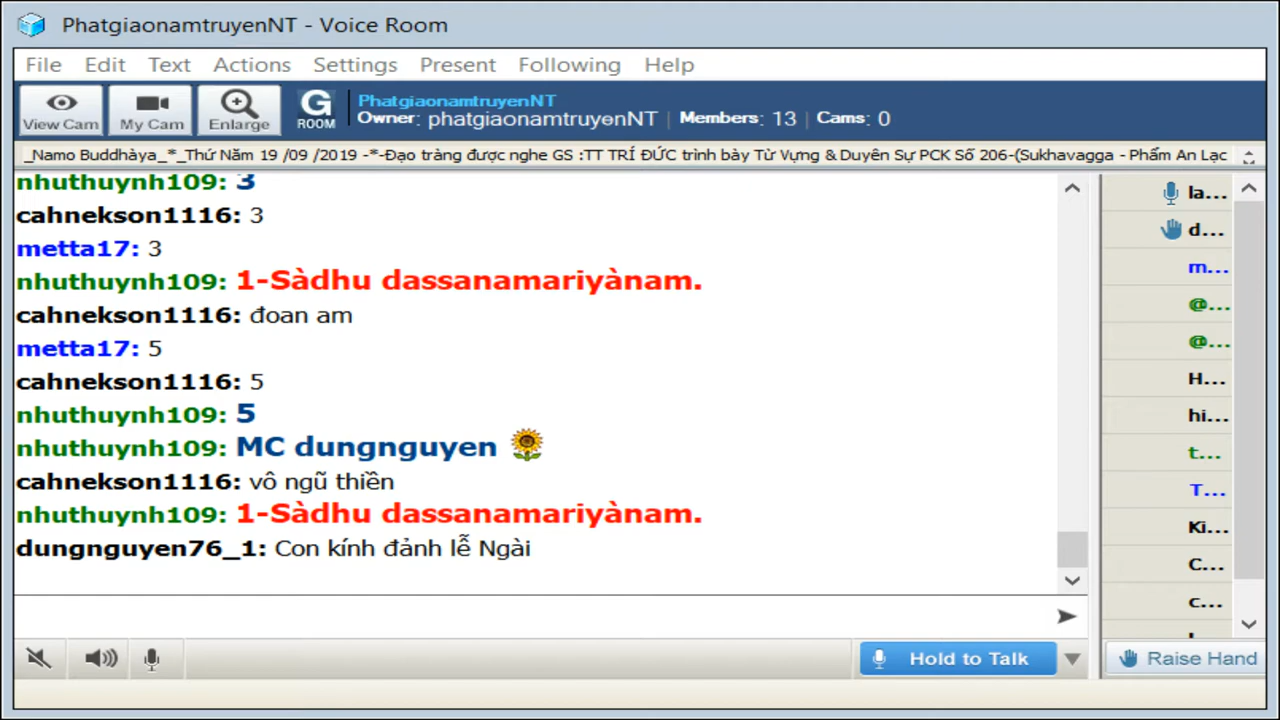 PhatgiaonamtruyenNT - Voice Room
File Edit Text Actions Settings Present Following Help
View Cam
My Cam
Enlarge
G ROOM
PhatgiaonamtruyenNT
Owner: phatgiaonamtruyenNT Members: 13 Cams: 0
_Namo Buddhàya_*_Thứ Năm 19 /09 /2019 -*-Đạo tràng được nghe GS :TT TRÍ ĐỨC trình bày Từ Vựng & Duyên Sự PCK Số 206-(Sukhavagga - Phẩm An Lạc
nhuthuynh109: 3
cahnekson1116: 3
metta17: 3
nhuthuynh109: 1-Sàdhu dassanamariyànam.
cahnekson1116: đoan am
metta17: 5
cahnekson1116: 5
nhuthuynh109: 5
nhuthuynh109: MC dungnguyen
cahnekson1116: vô ngũ thiền
nhuthuynh109: 1-Sàdhu dassanamariyànam.
dungnguyen76_1: Con kính đảnh lễ Ngài
la...
d...
m...
@...
@...
H...
hi...
t...
T...
Ki...
C...
c...
Hold to Talk
Raise Hand